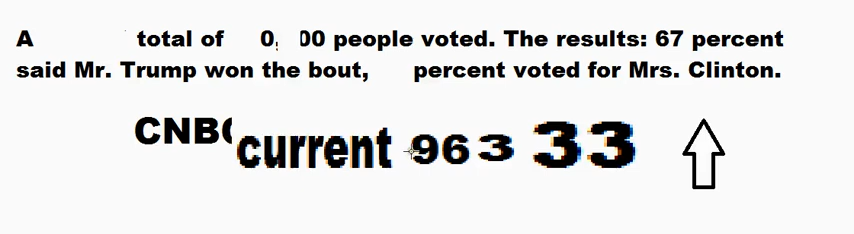 A total of 0, 00 people voted. The results: 67 percent
said Mr. Trump won the bout, percent voted for Mrs. Clinton.
CNBC current 963 33